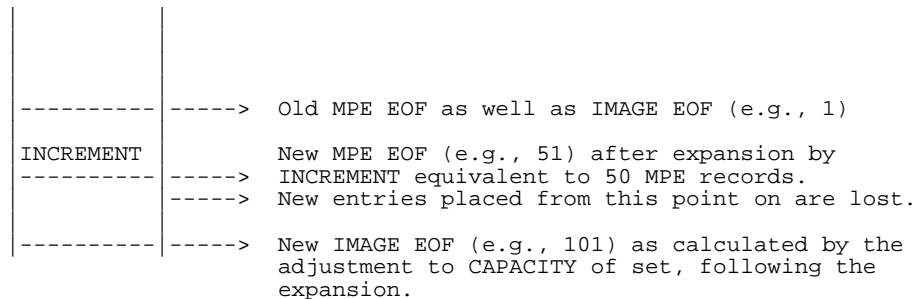 ----------|-----> Old MPE EOF as well as IMAGE EOF (e.g., 1)
INCREMENT New MPE EOF (e.g., 51) after expansion by
----------|-----> INCREMENT equivalent to 50 MPE records.
-----> New entries placed from this point on are lost.
----------|-----> New IMAGE EOF (e.g., 101) as calculated by the
adjustment to CAPACITY of set, following the
expansion.